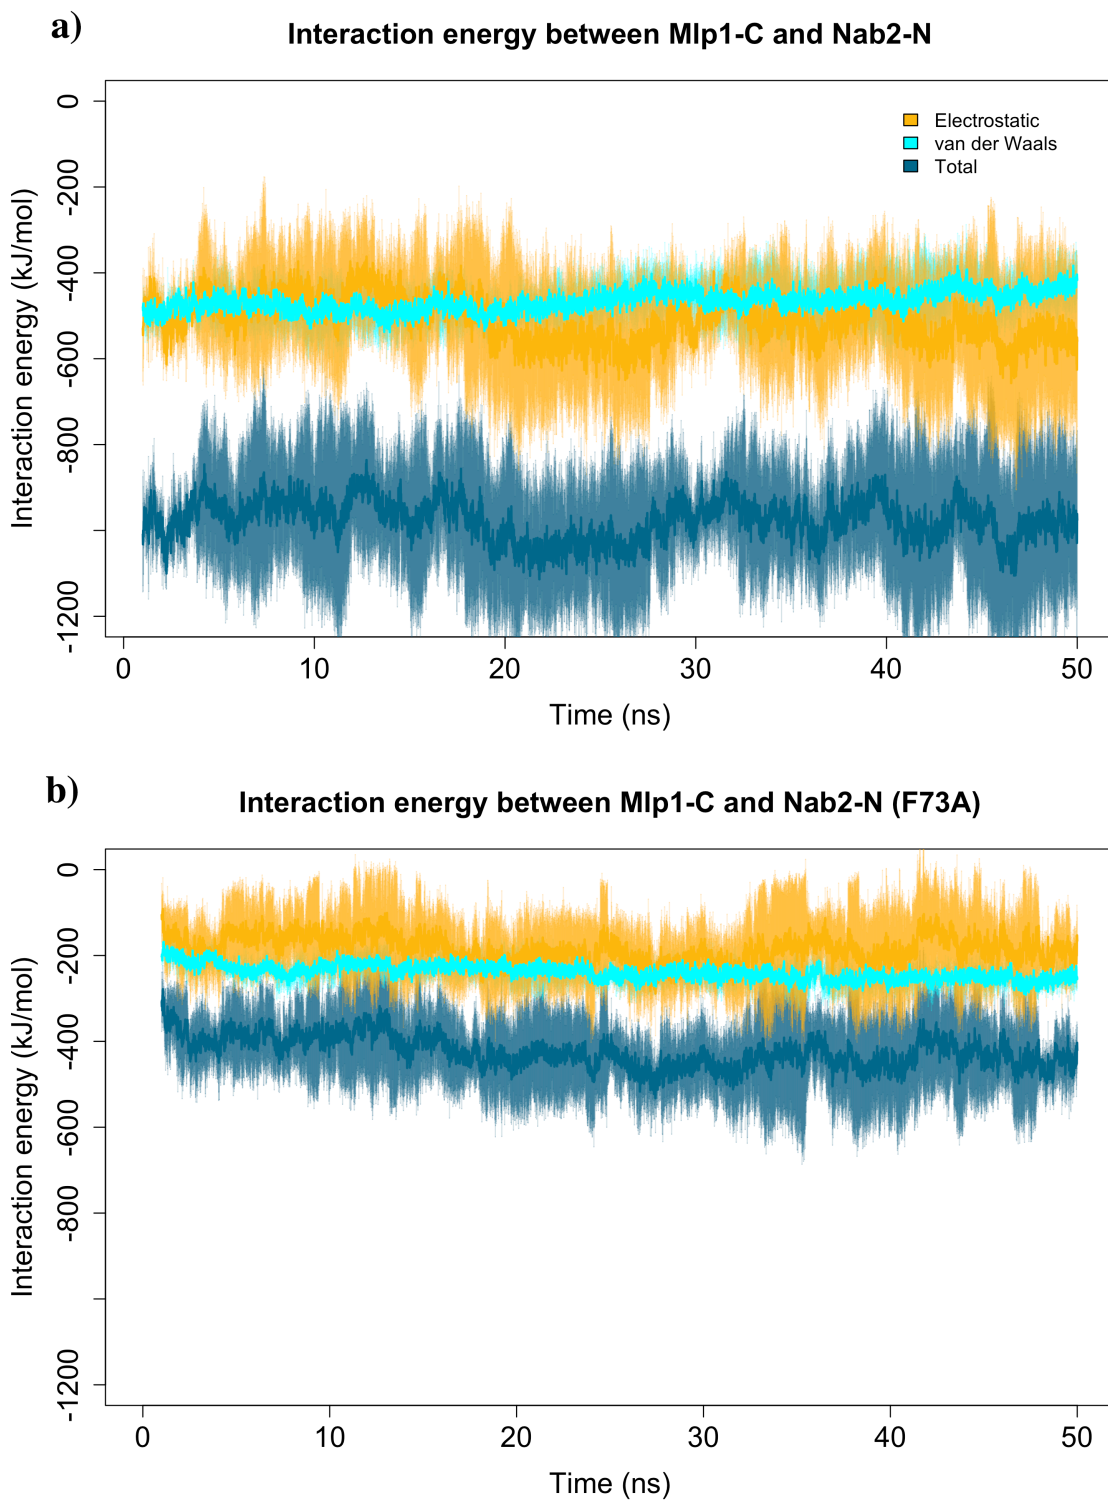 a)
Interaction energy between Mlp1-C and Nab2-N
Interaction energy (kJ/mol)
0
-200
-400
-600
-800
-1200
Electrostatic
van der Waals
Total
0 10 20 30 40 50
Time (ns)
b)
Interaction energy between Mlp1-C and Nab2-N (F73A)
Interaction energy (kJ/mol)
0
-200
-400
-600
-800
-1200
0 10 20 30 40 50
Time (ns)